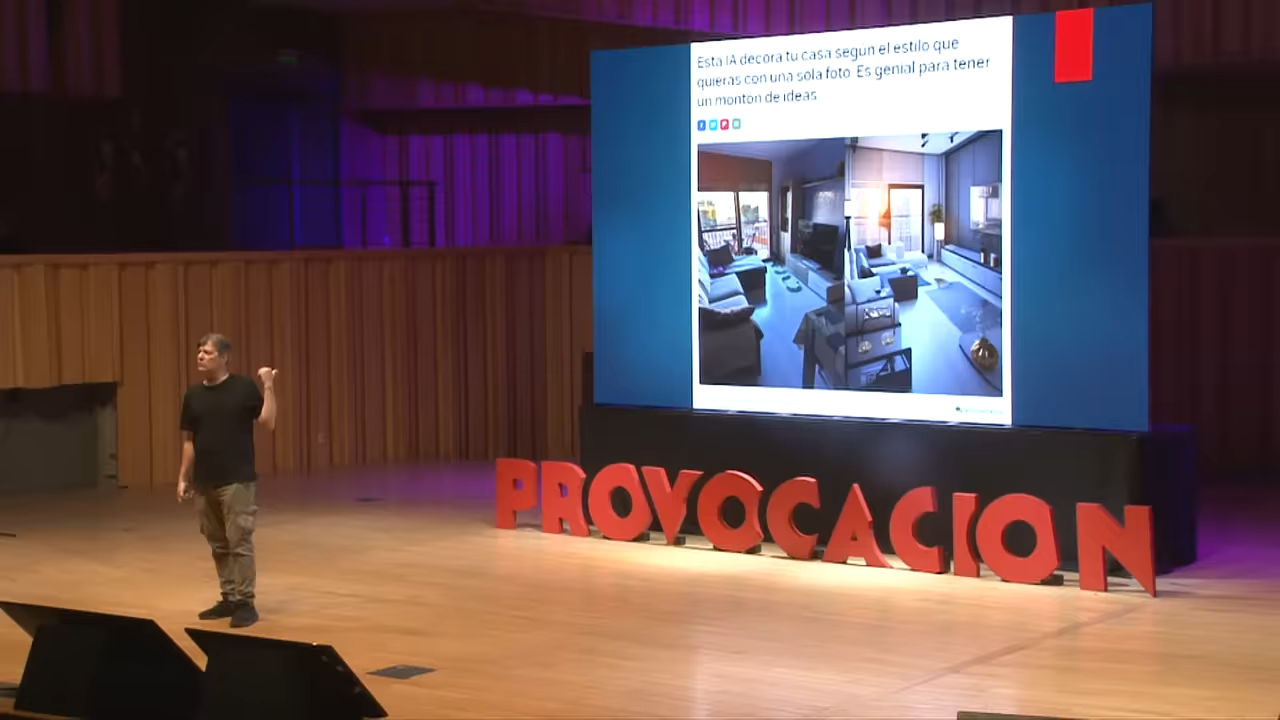 Esta IA decora tu casa segun el estilo que
quieras con una sola foto. Es genial para tener
un monton de ideas
PROVOCACION